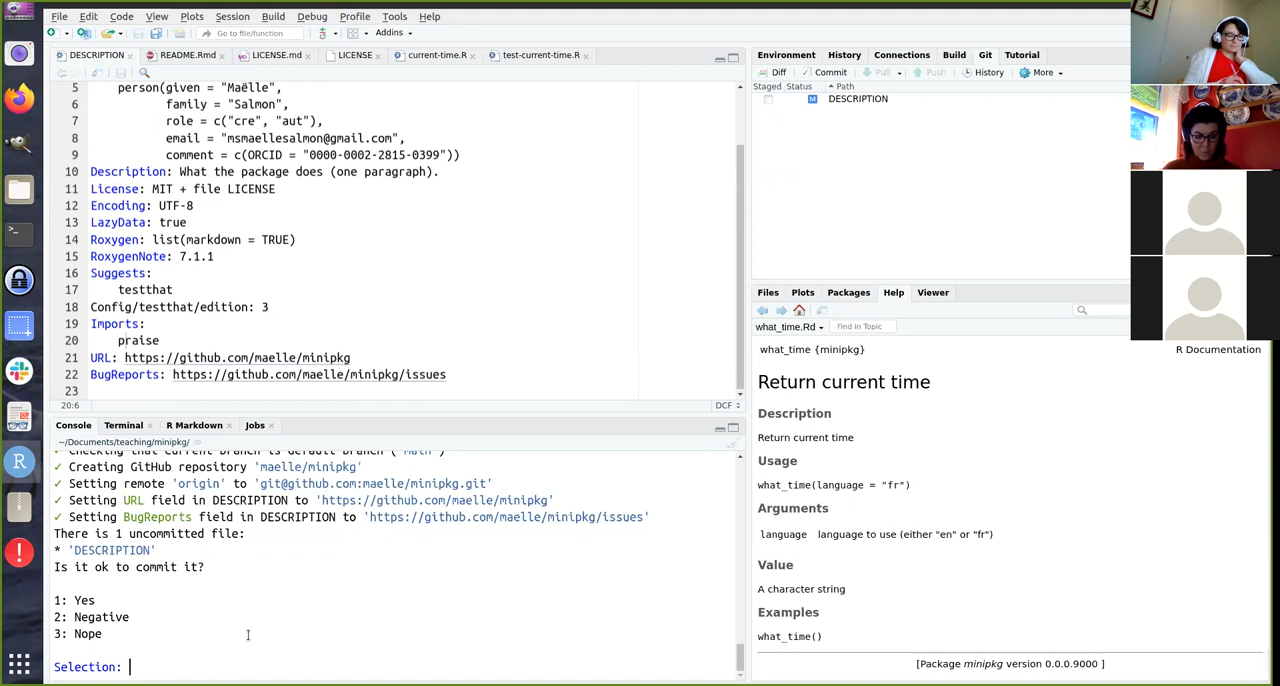 File Edit Code View Plots Session Build Debug Profile Tools Help
Go to file/function Addins
DESCRIPTION README.Rmd LICENSE.md LICENSE current-time.R test-current-time.R
5 person(given = "Maëlle",
6 family = "Salmon",
7 role = c("cre", "aut"),
8 email = "msmaellesalmon@gmail.com",
9 comment = c(ORCID = "0000-0002-2815-0399"))
10 Description: What the package does (one paragraph).
11 License: MIT + file LICENSE
12 Encoding: UTF-8
13 LazyData: true
14 Roxygen: list(markdown = TRUE)
15 RoxygenNote: 7.1.1
16 Suggests:
17 testthat
18 Config/testthat/edition: 3
19 Imports:
20 praise
21 URL: https://github.com/maelle/minipkg
22 BugReports: https://github.com/maelle/minipkg/issues
23
20:6 DCF
Console Terminal R Markdown Jobs
~/Documents/teaching/minipkg/
✓ Checking that current branch is default branch ('main')
✓ Creating GitHub repository 'maelle/minipkg'
✓ Setting remote 'origin' to 'git@github.com:maelle/minipkg.git'
✓ Setting URL field in DESCRIPTION to 'https://github.com/maelle/minipkg'
✓ Setting BugReports field in DESCRIPTION to 'https://github.com/maelle/minipkg/issues'
There is 1 uncommitted file:
* 'DESCRIPTION'
Is it ok to commit it?
1: Yes
2: Negative
3: Nope
Selection:
Environment History Connections Build Git Tutorial
Diff Commit Pull Push History More
Staged Status Path
M DESCRIPTION
Files Plots Packages Help Viewer
what_time.Rd Find in Topic
what_time {minipkg} R Documentation
Return current time
Description
Return current time
Usage
what_time(language = "fr")
Arguments
language language to use (either "en" or "fr")
Value
A character string
Examples
what_time()
[Package minipkg version 0.0.0.9000 ]